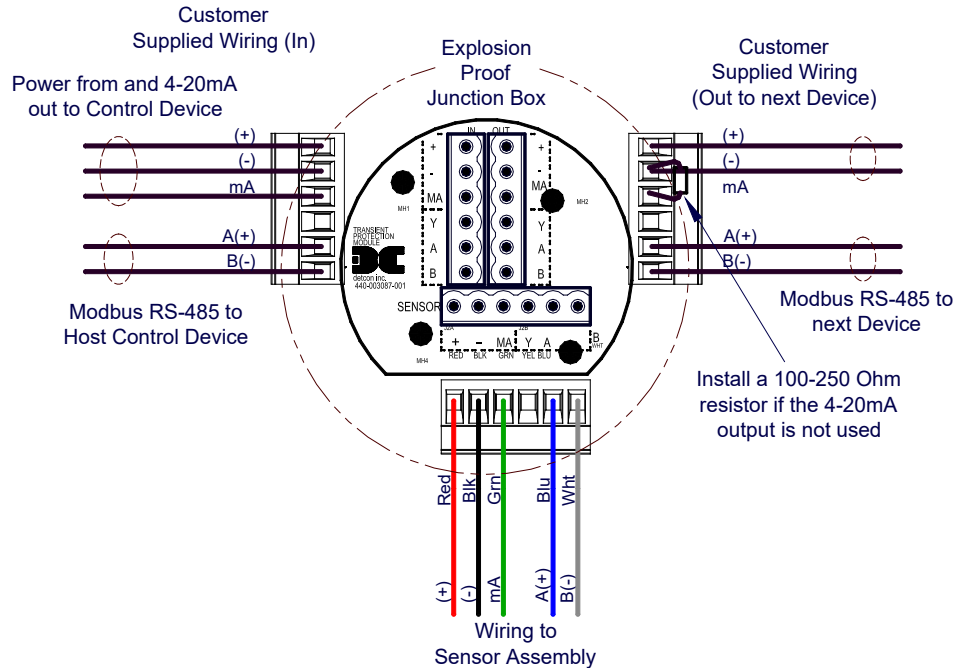 Customer
Supplied Wiring (In)
Power from and 4-20mA
out to Control Device
Explosion
Proof
Junction Box
Customer
Supplied Wiring
(Out to next Device)
(+)
(-)
mA
A(+)
B(-)
Modbus RS-485 to
Host Control Device
IN
OUT
+
-
MA
Y
A
B
+
-
MA
Y
A
B
MH1
MH2
TRANSIENT
PROTECTION
MODULE
detcon inc.
440-003087-001
SENSOR
J2A
J2B
+
-
MA
Y
A
B
RED
BLK
GRN
YEL
BLU
WHT
MH4
(+)
(-)
mA
A(+)
B(-)
Modbus RS-485 to
next Device
Install a 100-250 Ohm
resistor if the 4-20mA
output is not used
Red
Blk
Grn
Blu
Wht
(+)
(-)
mA
A(+)
B(-)
Wiring to
Sensor Assembly